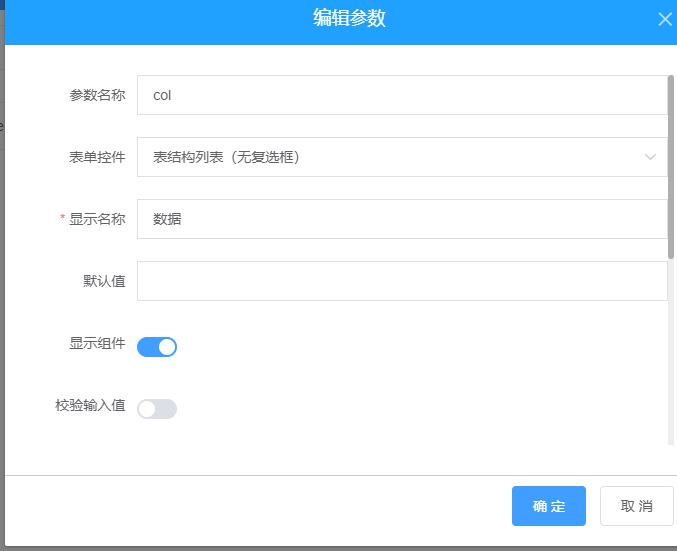 编辑参数
参数名称 col
表单控件 表结构列表（无复选框）
* 显示名称 数据
默认值
显示组件
校验输入值
确 定 取 消